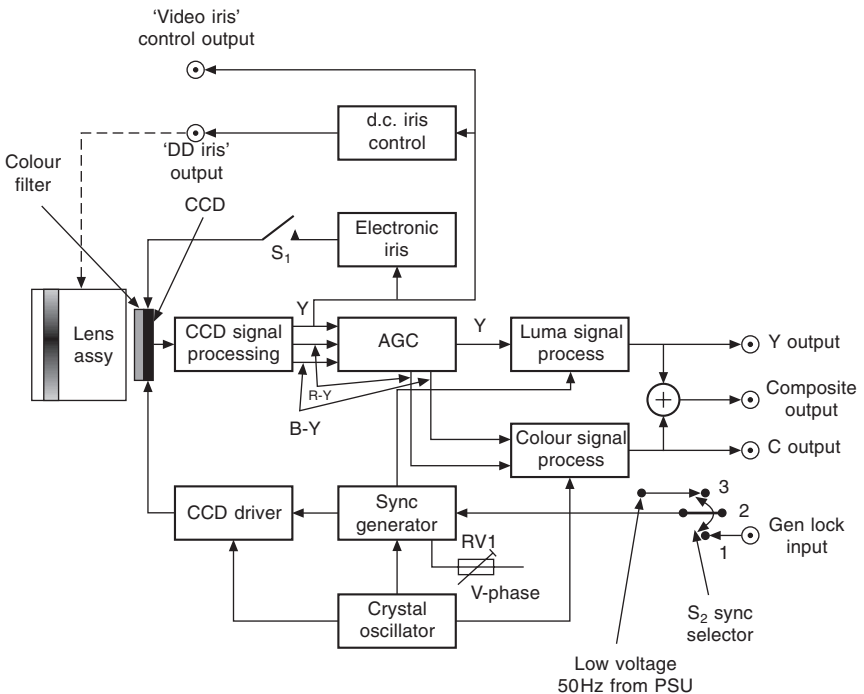 'Video iris'
control output
d.c. iris
control
'DD iris'
output
Colour
filter
CCD
Electronic
iris
S1
Lens
assy
CCD signal
processing
Y
AGC
Y
Luma signal
process
Y output
R-Y
B-Y
Composite
output
Colour signal
process
C output
CCD driver
Sync
generator
3
2
1
Gen lock
input
RV1
V-phase
Crystal
oscillator
S2 sync
selector
Low voltage
50Hz from PSU